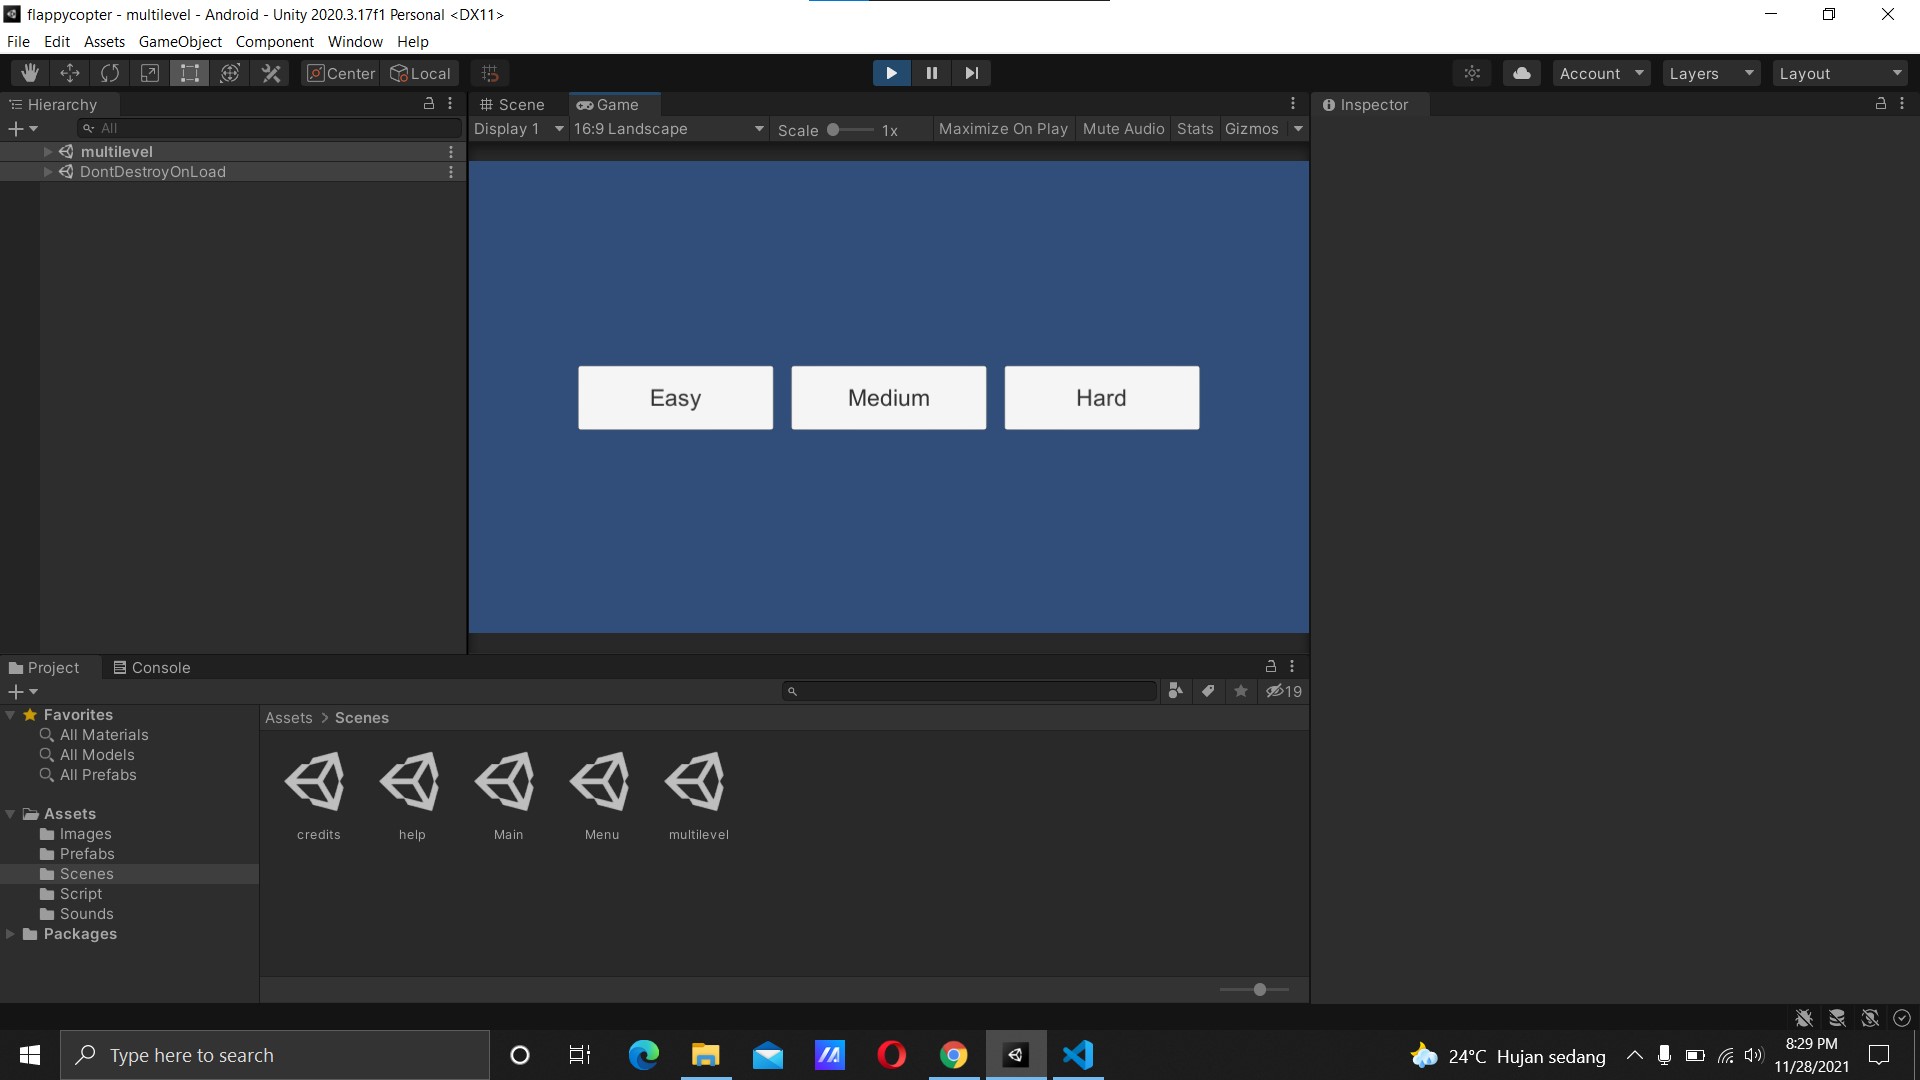 flappycopter - multilevel - Android - Unity 2020.3.17f1 Personal <DX11>
File Edit Assets GameObject Component Window Help
Center Local Account Layers Layout
Hierarchy
All
multilevel
DontDestroyOnLoad
Scene Game
Display 1 16:9 Landscape Scale 1x Maximize On Play Mute Audio Stats Gizmos
Easy Medium Hard
Inspector
Project Console
19
Favorites
All Materials
All Models
All Prefabs
Assets
Images
Prefabs
Scenes
Script
Sounds
Packages
Assets > Scenes
credits help Main Menu multilevel
Type here to search
24°C Hujan sedang
8:29 PM
11/28/2021